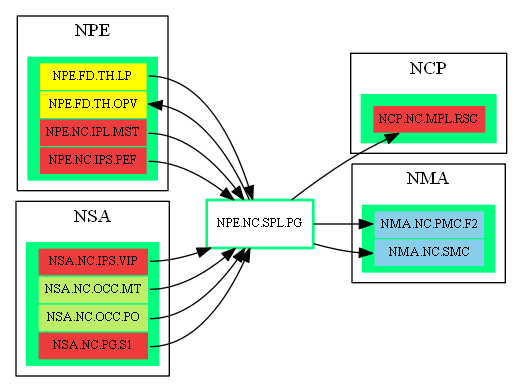 NPE
NPE.FD.TH.LP
NPE.FD.TH.OPV
NPE.NC.IPL.MST
NPE.NC.IPS.PEF
NSA
NSA.NC.IPS.VIP
NSA.NC.OCC.MT
NSA.NC.OCC.PO
NSA.NC.PG.S1
NPE.NC.SPL.PG
NCP
NCP.NC.MPL.RSC
NMA
NMA.NC.PMC.F2
NMA.NC.SMC